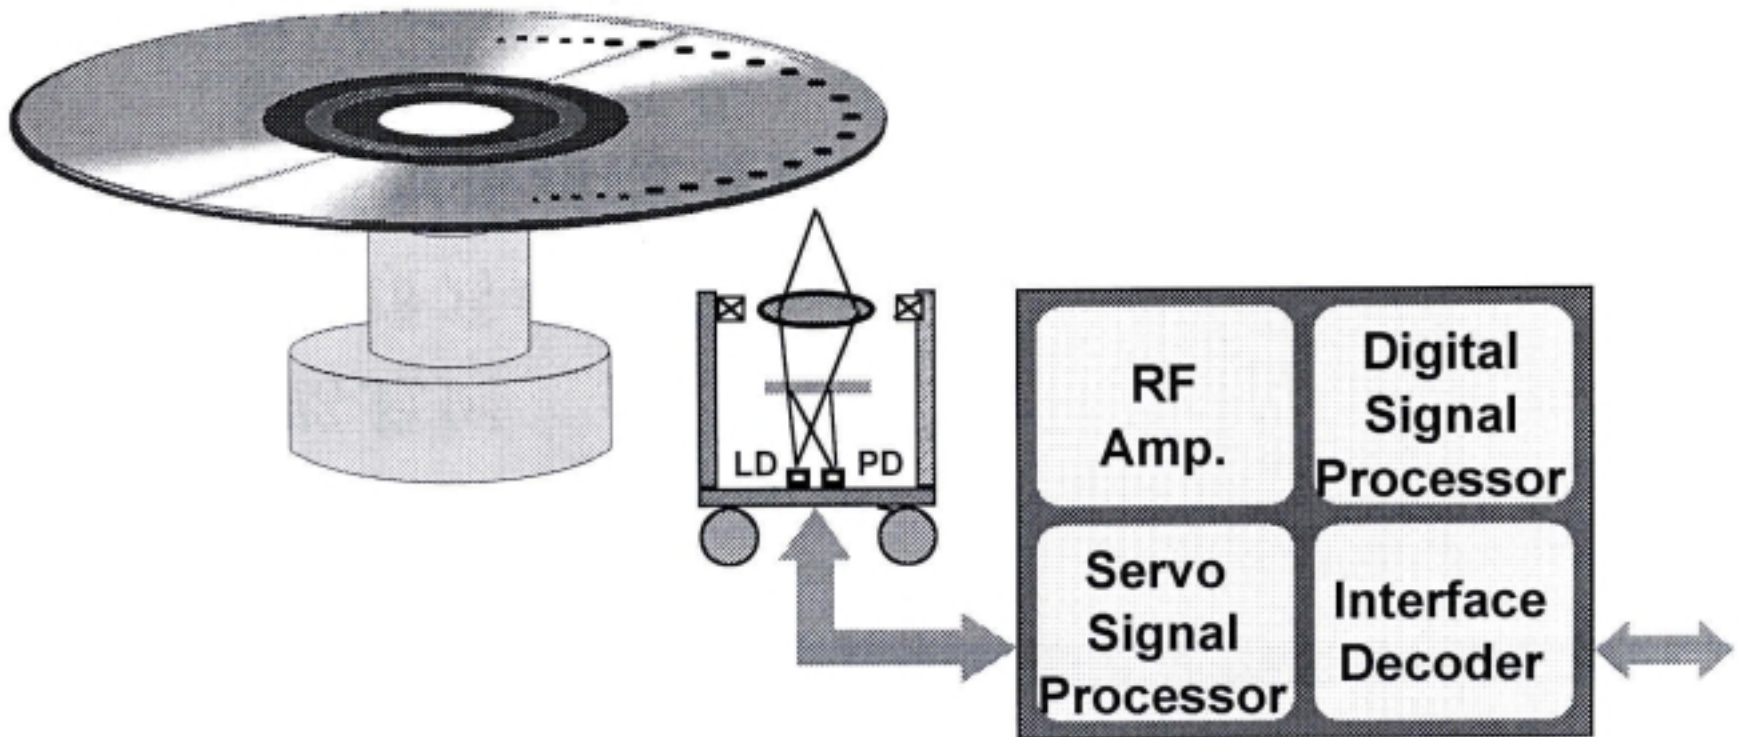 LD
PD
RF
Amp.
Digital
Signal
Processor
Servo
Signal
Processor
Interface
Decoder